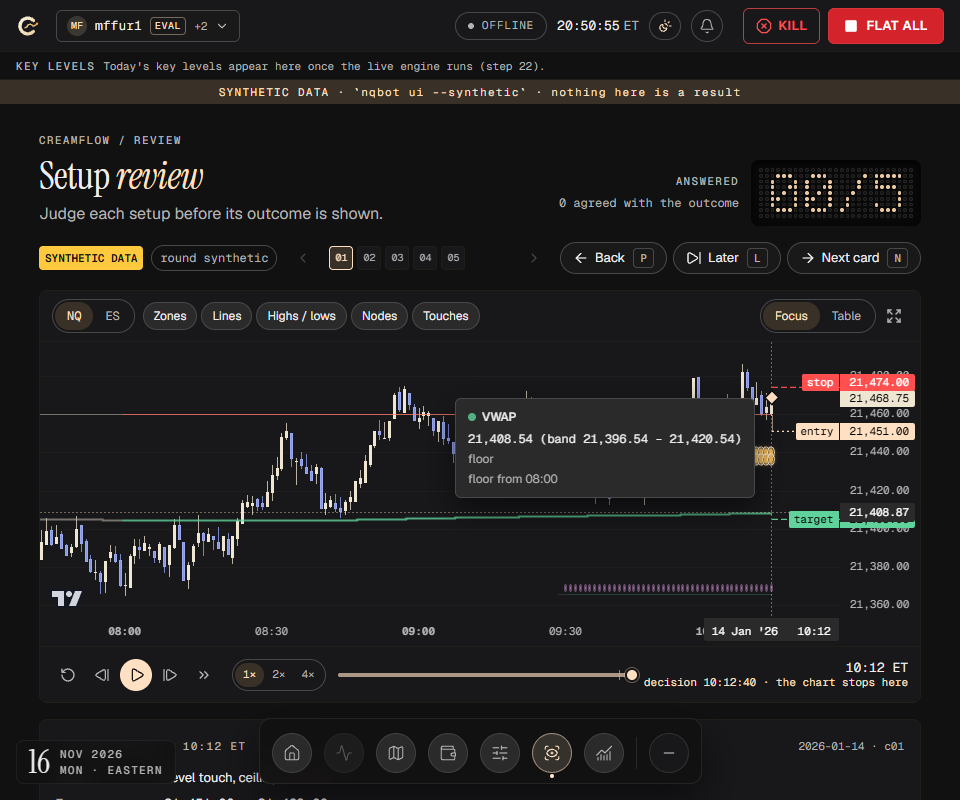 MF mffur1 EVAL +2 OFFLINE 20:50:55 ET KILL FLAT ALL
KEY LEVELS Today's key levels appear here once the live engine runs (step 22).
SYNTHETIC DATA · `nqbot ui --synthetic` · nothing here is a result
CREAMFLOW / REVIEW
Setup review
Judge each setup before its outcome is shown.
ANSWERED
0 agreed with the outcome
00/5
SYNTHETIC DATA round synthetic 01 02 03 04 05 Back P Later L Next card N
NQ ES Zones Lines Highs / lows Nodes Touches Focus Table
stop 21,474.00
21,468.75
21,460.00
entry 21,451.00
21,440.00
21,420.00
21,408.87
target
21,400.00
21,380.00
21,360.00
VWAP
21,408.54 (band 21,396.54 – 21,420.54)
floor
floor from 08:00
08:00 08:30 09:00 09:30 14 Jan '26 10:12
1× 2× 4×
10:12 ET
decision 10:12:40 · the chart stops here
16 NOV 2026
MON · EASTERN
10:12 ET 2026-01-14 · c01